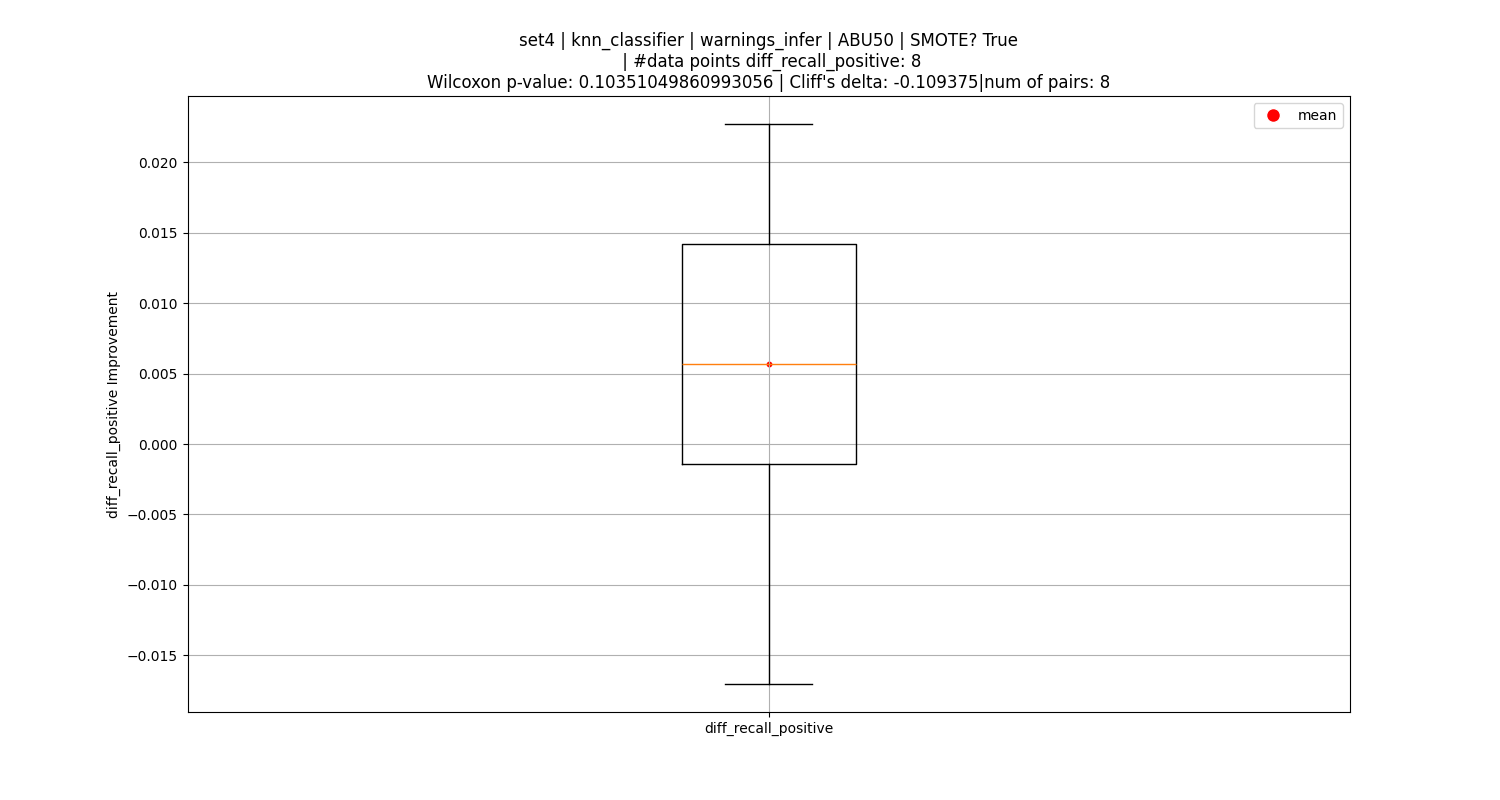 set4 | knn_classifier | warnings_infer | ABU50 | SMOTE? True
| #data points diff_recall_positive: 8
Wilcoxon p-value: 0.10351049860993056 | Cliff's delta: -0.109375|num of pairs: 8
mean
0.020
0.015
0.010
0.005
0.000
−0.005
−0.010
−0.015
diff_recall_positive Improvement
diff_recall_positive